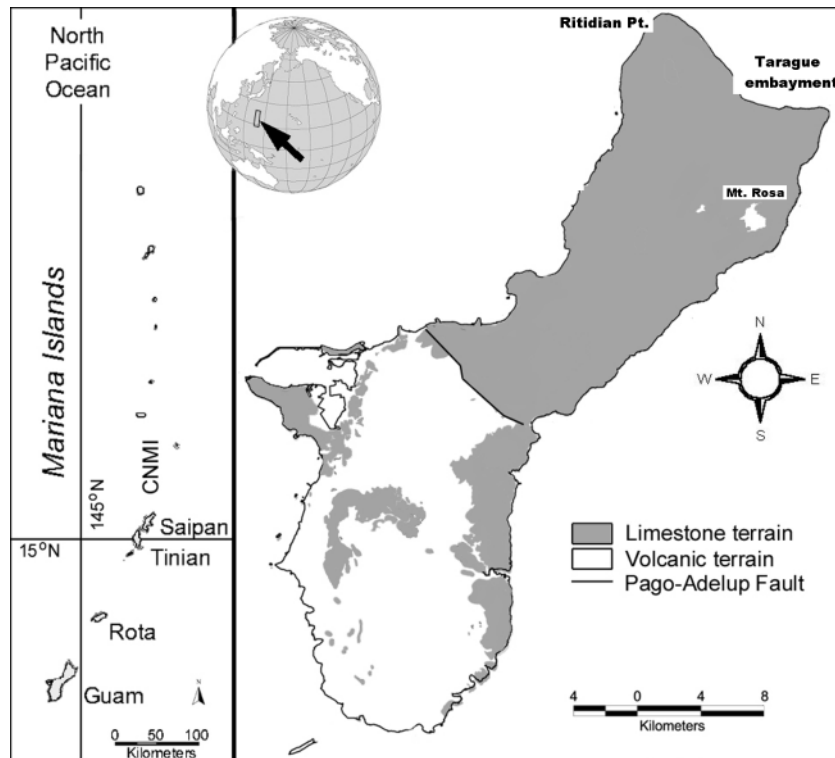 North
Pacific
Ocean
Mariana Islands
CNMI
145°N
15°N
Saipan
Tinian
Rota
Guam
N
0 50 100
Kilometers
Ritidian Pt.
Tarague
embayment
Mt. Rosa
N
W
E
S
Limestone terrain
Volcanic terrain
Pago-Adelup Fault
4 0 4 8
Kilometers